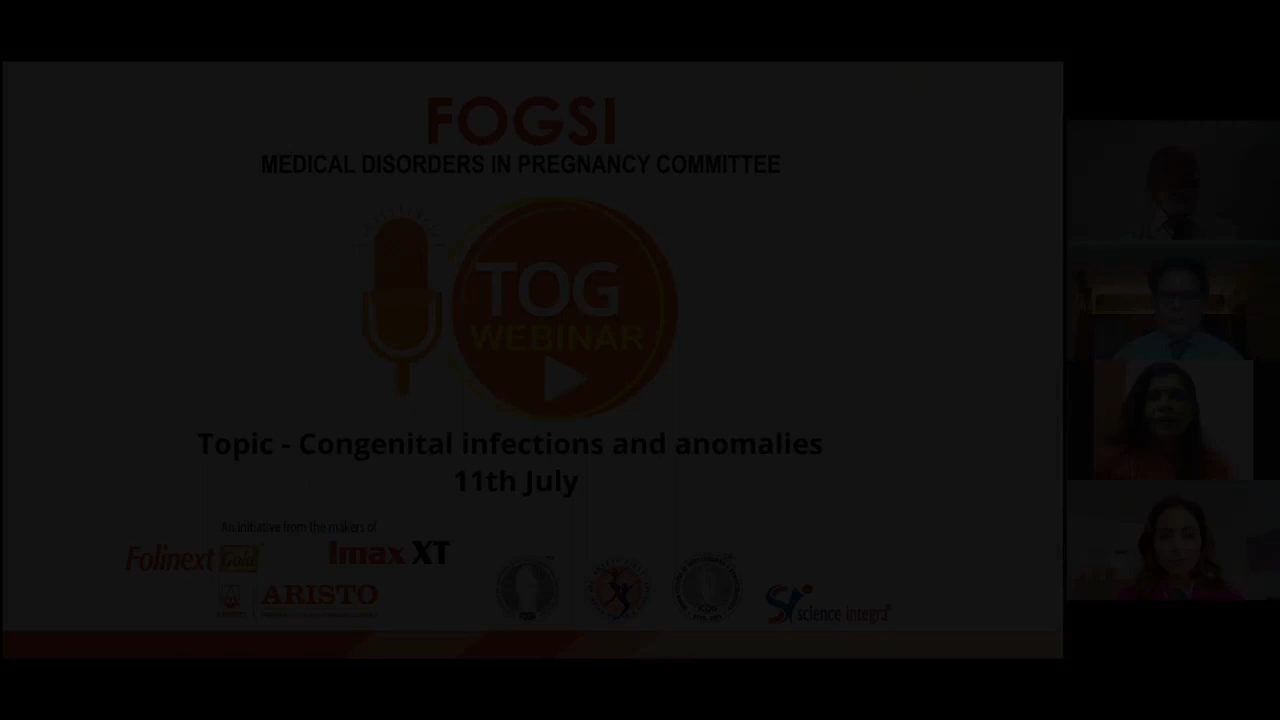 FOGSI
MEDICAL DISORDERS IN PREGNANCY COMMITTEE
TOG
WEBINAR
Topic - Congenital infections and anomalies
11th July
An initiative from the makers of
Folinext Gold
Imax XT
ARISTO
science integra